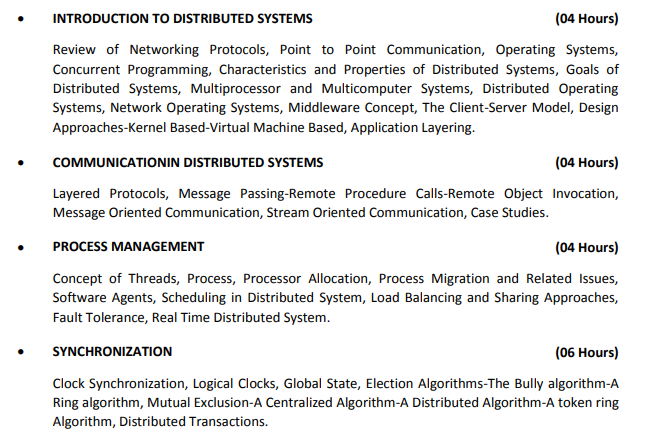 • INTRODUCTION TO DISTRIBUTED SYSTEMS (04 Hours)
Review of Networking Protocols, Point to Point Communication, Operating Systems,
Concurrent Programming, Characteristics and Properties of Distributed Systems, Goals of
Distributed Systems, Multiprocessor and Multicomputer Systems, Distributed Operating
Systems, Network Operating Systems, Middleware Concept, The Client-Server Model, Design
Approaches-Kernel Based-Virtual Machine Based, Application Layering.
• COMMUNICATIONIN DISTRIBUTED SYSTEMS (04 Hours)
Layered Protocols, Message Passing-Remote Procedure Calls-Remote Object Invocation,
Message Oriented Communication, Stream Oriented Communication, Case Studies.
• PROCESS MANAGEMENT (04 Hours)
Concept of Threads, Process, Processor Allocation, Process Migration and Related Issues,
Software Agents, Scheduling in Distributed System, Load Balancing and Sharing Approaches,
Fault Tolerance, Real Time Distributed System.
• SYNCHRONIZATION (06 Hours)
Clock Synchronization, Logical Clocks, Global State, Election Algorithms-The Bully algorithm-A
Ring algorithm, Mutual Exclusion-A Centralized Algorithm-A Distributed Algorithm-A token ring
Algorithm, Distributed Transactions.